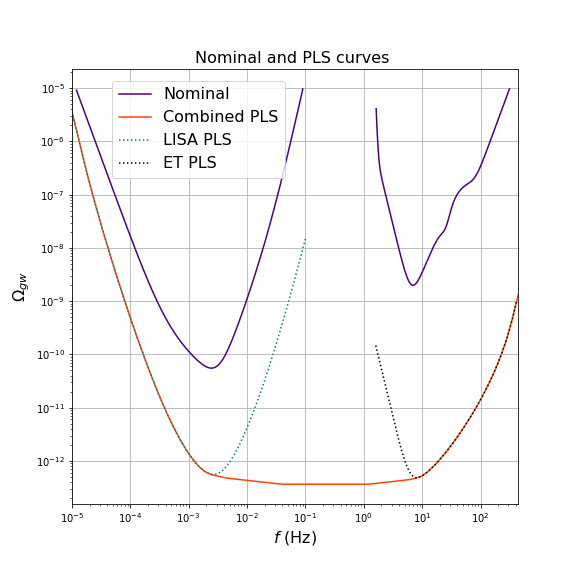 Nominal and PLS curves
Nominal
Combined PLS
LISA PLS
ET PLS
10⁻⁵
10⁻⁶
10⁻⁷
10⁻⁸
10⁻⁹
10⁻¹⁰
10⁻¹¹
10⁻¹²
Ω_gw
10⁻⁵ 10⁻⁴ 10⁻³ 10⁻² 10⁻¹ 10⁰ 10¹ 10²
f (Hz)